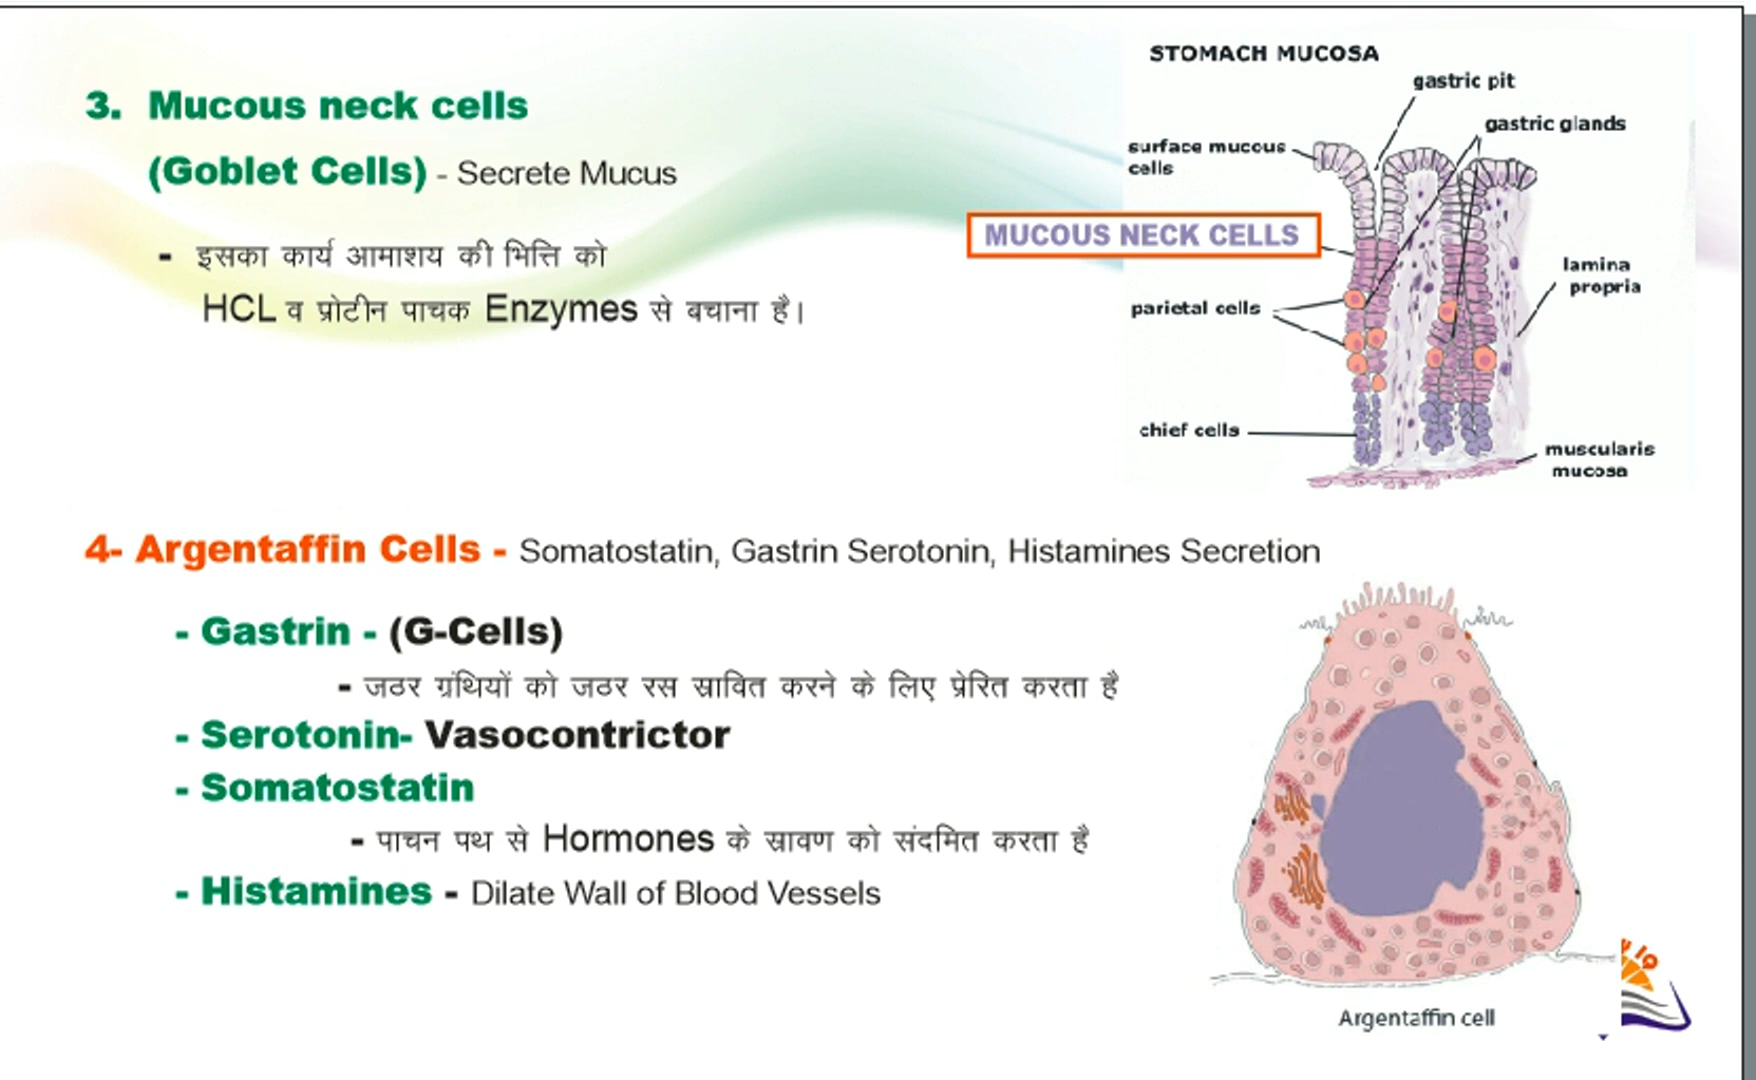 3. Mucous neck cells
(Goblet Cells) - Secrete Mucus
- इसका कार्य आमाशय की भित्ति को
HCL व प्रोटीन पाचक Enzymes से बचाना है।
STOMACH MUCOSA
gastric pit
gastric glands
surface mucous
cells
MUCOUS NECK CELLS
lamina
propria
parietal cells
chief cells
muscularis
mucosa
4- Argentaffin Cells - Somatostatin, Gastrin Serotonin, Histamines Secretion
- Gastrin - (G-Cells)
- जठर ग्रंथियों को जठर रस स्रावित करने के लिए प्रेरित करता है
- Serotonin- Vasocontrictor
- Somatostatin
- पाचन पथ से Hormones के स्रावण को संदमित करता है
- Histamines - Dilate Wall of Blood Vessels
Argentaffin cell